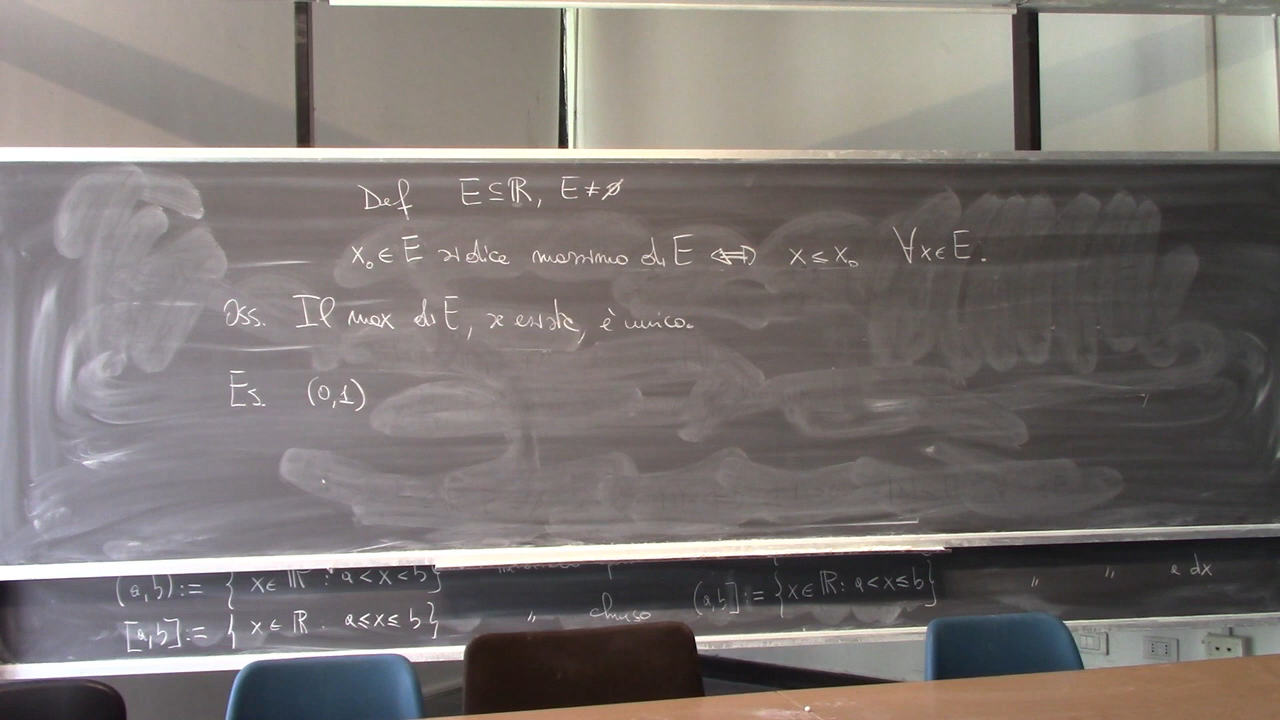 Def E⊆ℝ, E≠∅
x₀∈E si dice massimo di E ⟺ x≤x₀ ∀x∈E.
Oss. Il max di E, se esiste, è unico.
Es. (0,1)
(a,b):= { x∈ℝ : a<x<b}
(a,b]:= {x∈ℝ: a<x≤b} " " a dx
[a,b]:= { x∈ℝ : a≤x≤b} " chiuso